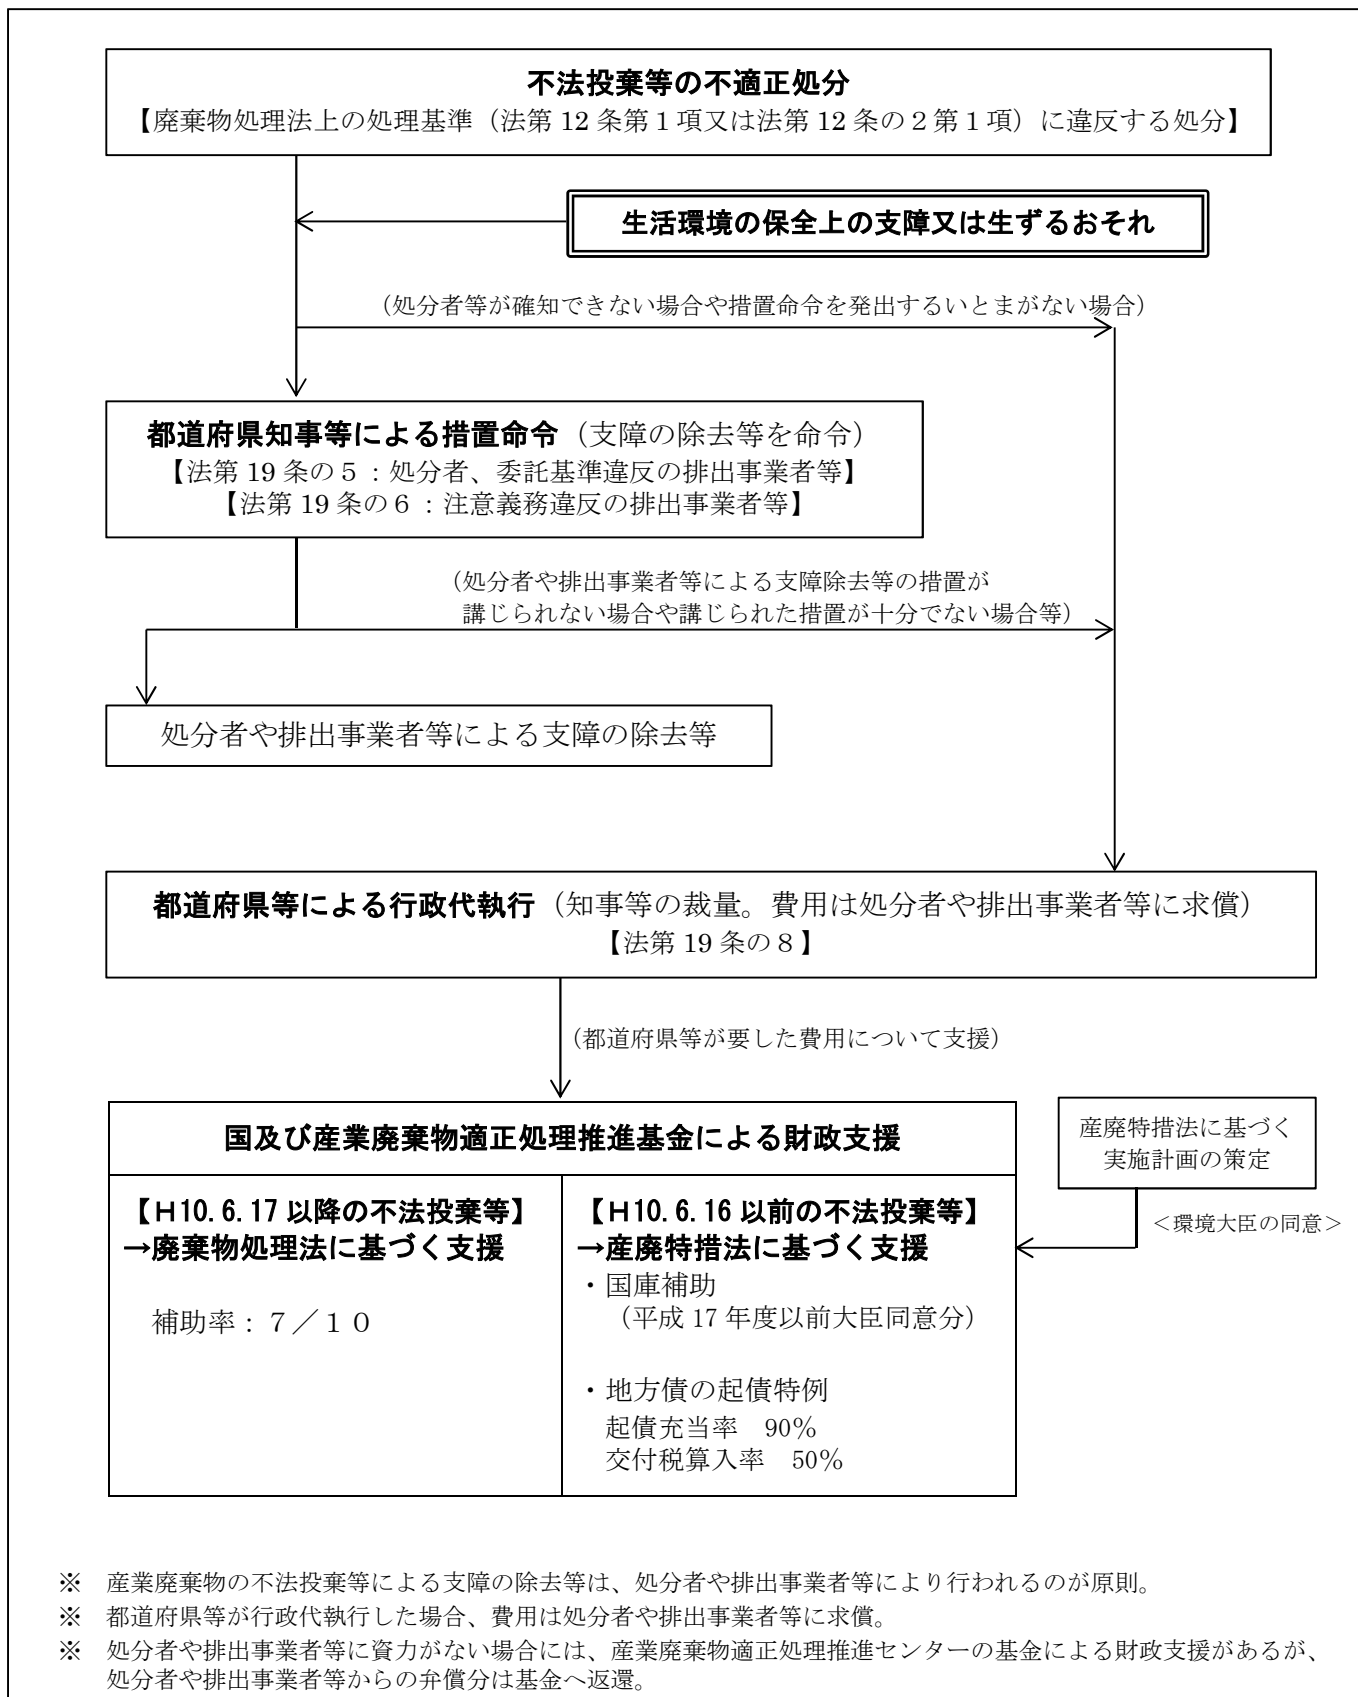 不法投棄等の不適正処分
【廃棄物処理法上の処理基準（法第12条第1項又は法第12条の２第1項）に違反する処分】
生活環境の保全上の支障又は生ずるおそれ
（処分者等が確知できない場合や措置命令を発出するいとまがない場合）
都道府県知事等による措置命令（支障の除去等を命令）
【法第19条の５：処分者、委託基準違反の排出事業者等】
【法第19条の６：注意義務違反の排出事業者等】
（処分者や排出事業者等による支障除去等の措置が
講じられない場合や講じられた措置が十分でない場合等）
処分者や排出事業者等による支障の除去等
都道府県等による行政代執行（知事等の裁量。費用は処分者や排出事業者等に求償）
【法第19条の８】
（都道府県等が要した費用について支援）
国及び産業廃棄物適正処理推進基金による財政支援
【Ｈ10.6.17以降の不法投棄等】
→廃棄物処理法に基づく支援
補助率：７／１０
【Ｈ10.6.16以前の不法投棄等】
→産廃特措法に基づく支援
・国庫補助
（平成17年度以前大臣同意分）
・地方債の起債特例
起債充当率　90％
交付税算入率　50％
産廃特措法に基づく
実施計画の策定
＜環境大臣の同意＞
※　産業廃棄物の不法投棄等による支障の除去等は、処分者や排出事業者等により行われるのが原則。
※　都道府県等が行政代執行した場合、費用は処分者や排出事業者等に求償。
※　処分者や排出事業者等に資力がない場合には、産業廃棄物適正処理推進センターの基金による財政支援があるが、
処分者や排出事業者等からの弁償分は基金へ返還。